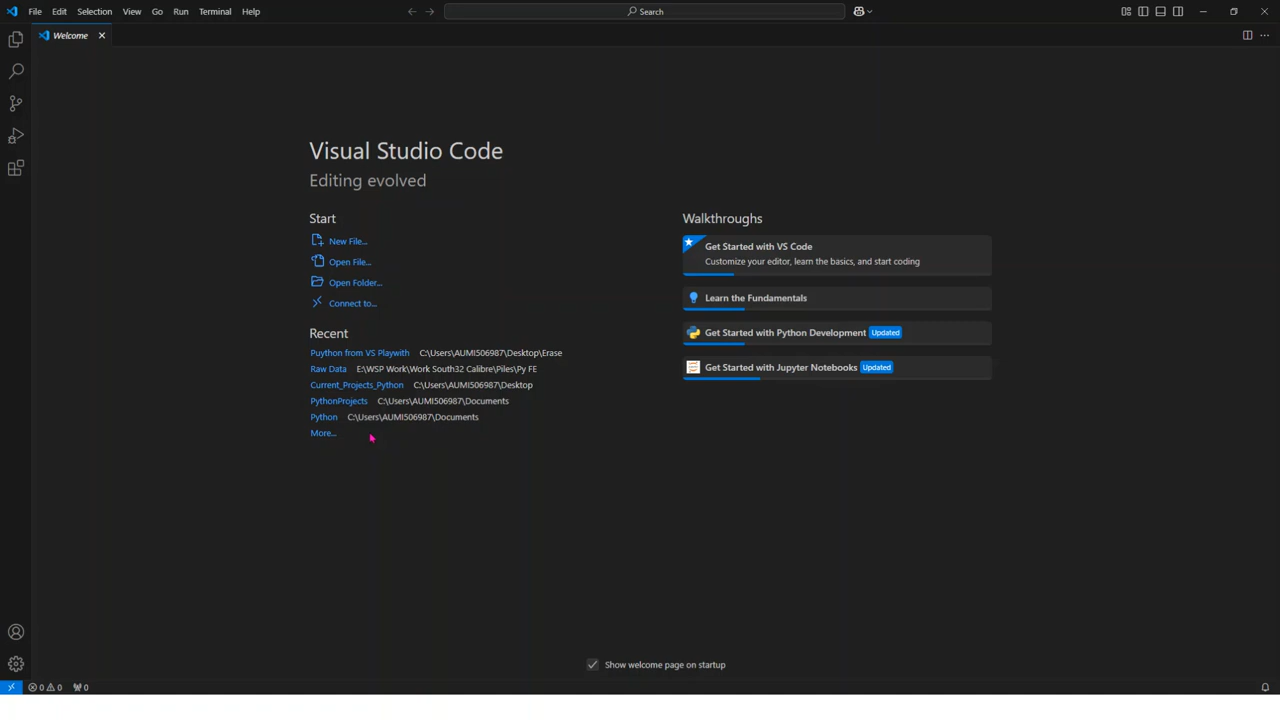 File Edit Selection View Go Run Terminal Help Search
Welcome
Visual Studio Code
Editing evolved
Start
New File...
Open File...
Open Folder...
Connect to...
Recent
Puython from VS Playwith C:\Users\AUMI506987\Desktop\Erase
Raw Data E:\WSP Work\Work South32 Calibre\Piles\Py FE
Current_Projects_Python C:\Users\AUMI506987\Desktop
PythonProjects C:\Users\AUMI506987\Documents
Python C:\Users\AUMI506987\Documents
More...
Walkthroughs
Get Started with VS Code
Customize your editor, learn the basics, and start coding
Learn the Fundamentals
Get Started with Python Development Updated
Get Started with Jupyter Notebooks Updated
Show welcome page on startup
0 0 0